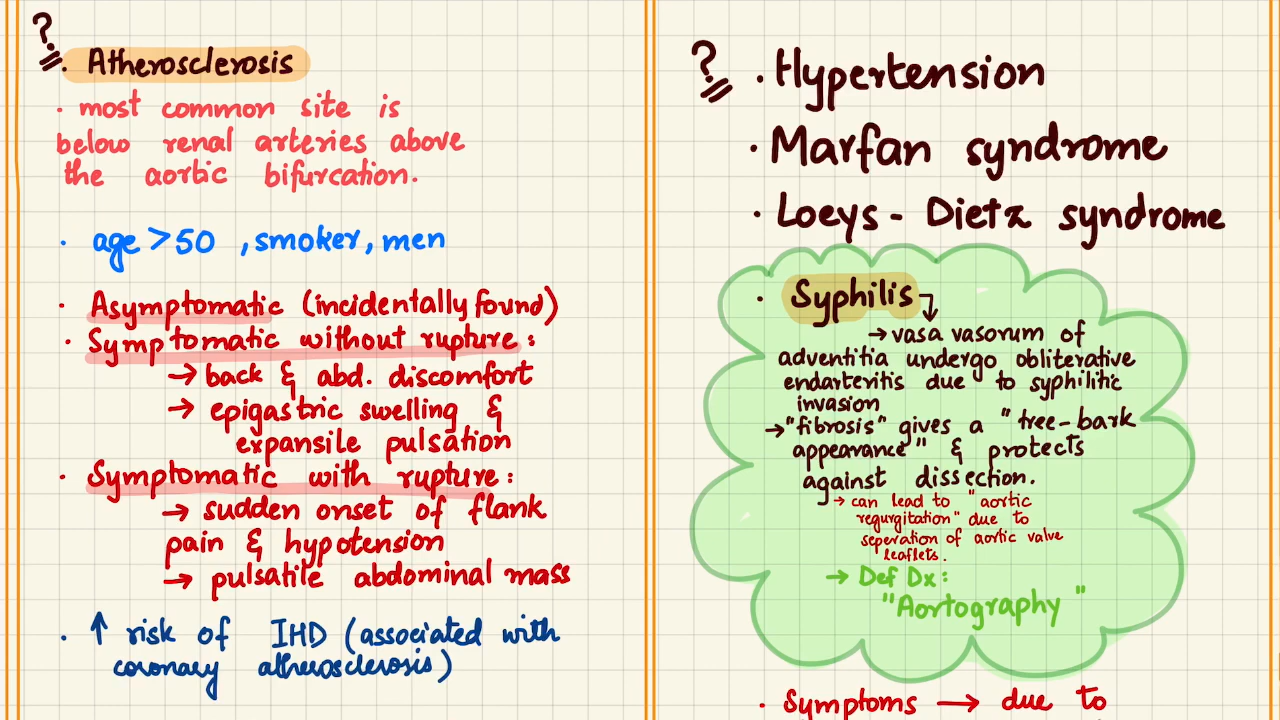 ?
· Atherosclerosis
· most common site is
below renal arteries above
the aortic bifurcation.
· age > 50 , smoker, men
· Asymptomatic (incidentally found)
· Symptomatic without rupture :
→ back & abd. discomfort
→ epigastric swelling &
expansile pulsation
· Symptomatic with rupture :
→ sudden onset of flank
pain & hypotension
→ pulsatile abdominal mass
· ↑ risk of IHD (associated with
coronary atherosclerosis)
?
· Hypertension
· Marfan syndrome
· Loeys - Dietz syndrome
· Syphilis
→ vasa vasorum of
adventitia undergo obliterative
endarteritis due to syphilitic
invasion
→ "fibrosis" gives a "tree-bark
appearance" & protects
against dissection.
→ can lead to "aortic
regurgitation" due to
seperation of aortic valve
leaflets.
→ Def Dx:
"Aortography"
· Symptoms → due to